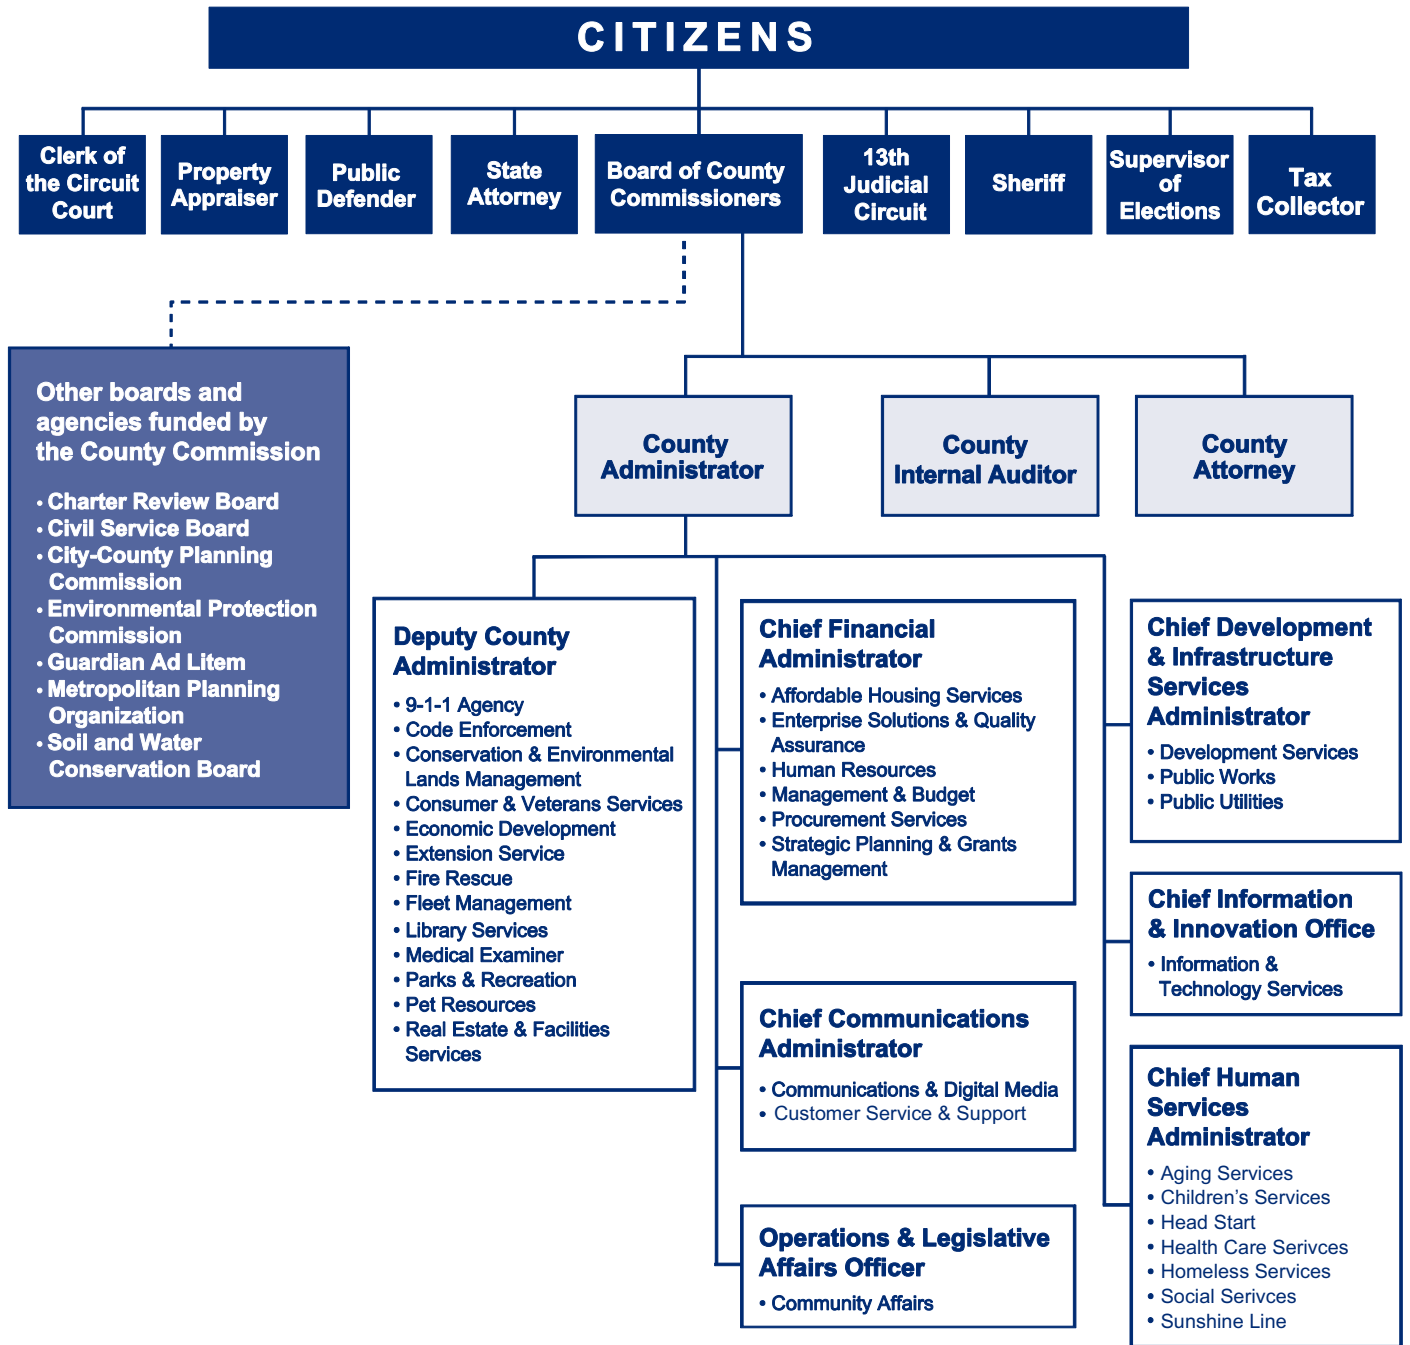 CITIZENS
Clerk of
the Circuit
Court
Property
Appraiser
Public
Defender
State
Attorney
Board of County
Commissioners
13th
Judicial
Circuit
Sheriff
Supervisor
of
Elections
Tax
Collector
Other boards and
agencies funded by
the County Commission
• Charter Review Board
• Civil Service Board
• City-County Planning
Commission
• Environmental Protection
Commission
• Guardian Ad Litem
• Metropolitan Planning
Organization
• Soil and Water
Conservation Board
County
Administrator
County
Internal Auditor
County
Attorney
Deputy County
Administrator
• 9-1-1 Agency
• Code Enforcement
• Conservation & Environmental
Lands Management
• Consumer & Veterans Services
• Economic Development
• Extension Service
• Fire Rescue
• Fleet Management
• Library Services
• Medical Examiner
• Parks & Recreation
• Pet Resources
• Real Estate & Facilities
Services
Chief Financial
Administrator
• Affordable Housing Services
• Enterprise Solutions & Quality
Assurance
• Human Resources
• Management & Budget
• Procurement Services
• Strategic Planning & Grants
Management
Chief Communications
Administrator
• Communications & Digital Media
• Customer Service & Support
Operations & Legislative
Affairs Officer
• Community Affairs
Chief Development
& Infrastructure
Services
Administrator
• Development Services
• Public Works
• Public Utilities
Chief Information
& Innovation Office
• Information &
Technology Services
Chief Human
Services
Administrator
• Aging Services
• Children’s Services
• Head Start
• Health Care Serivces
• Homeless Services
• Social Serivces
• Sunshine Line